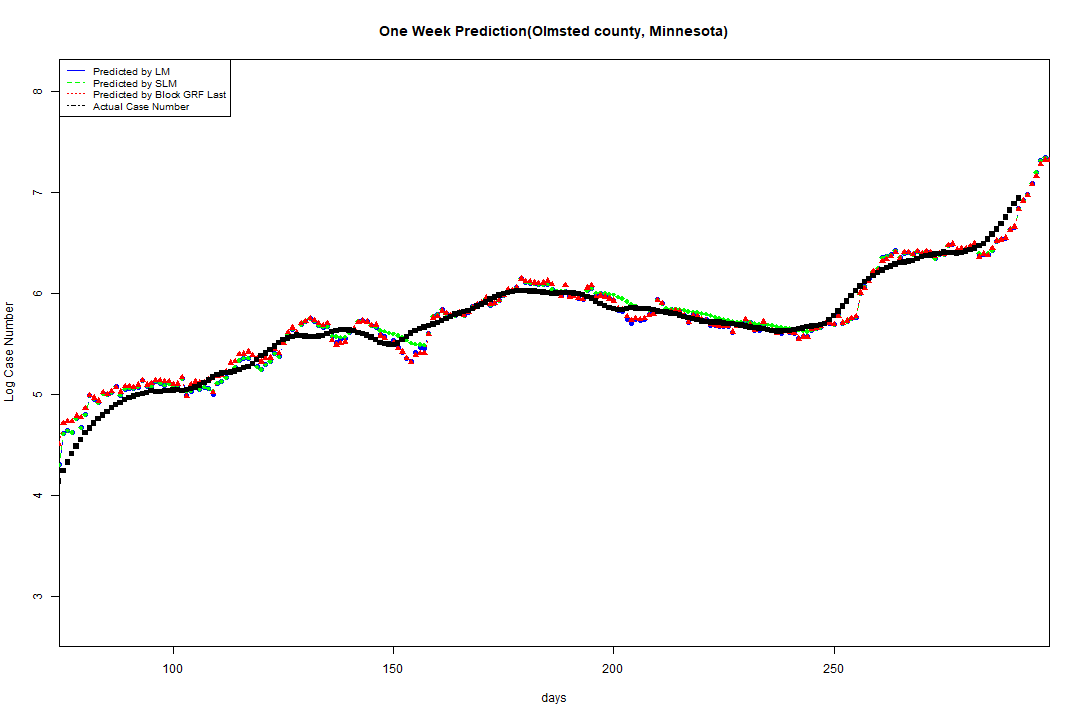 One Week Prediction(Olmsted county, Minnesota)
Predicted by LM
Predicted by SLM
Predicted by Block GRF Last
Actual Case Number
Log Case Number
8
7
6
5
4
3
100 150 200 250
days